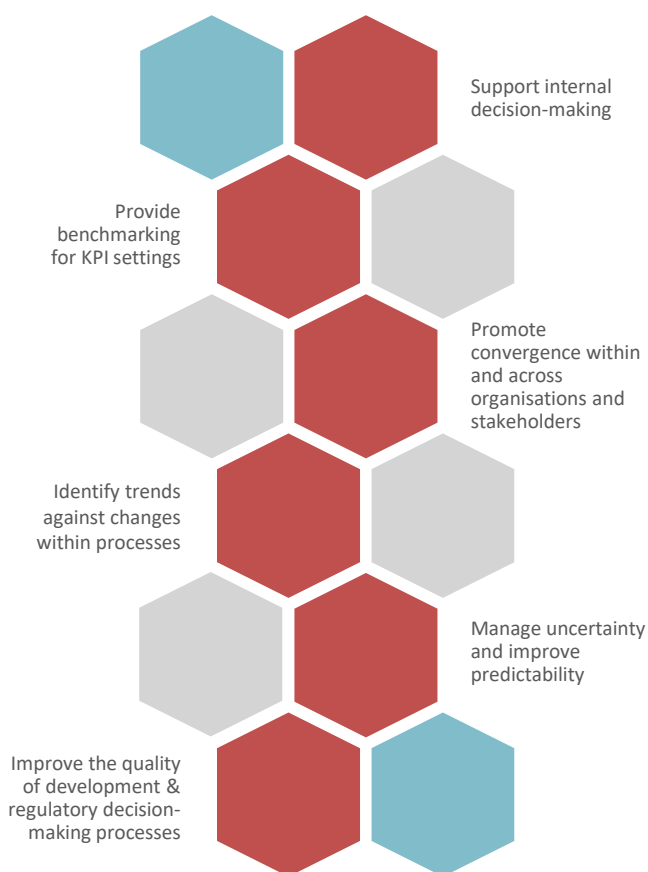 Support internal
decision-making
Provide
benchmarking
for KPI settings
Promote
convergence within
and across
organisations and
stakeholders
Identify trends
against changes
within processes
Manage uncertainty
and improve
predictability
Improve the quality
of development &
regulatory decision-
making processes